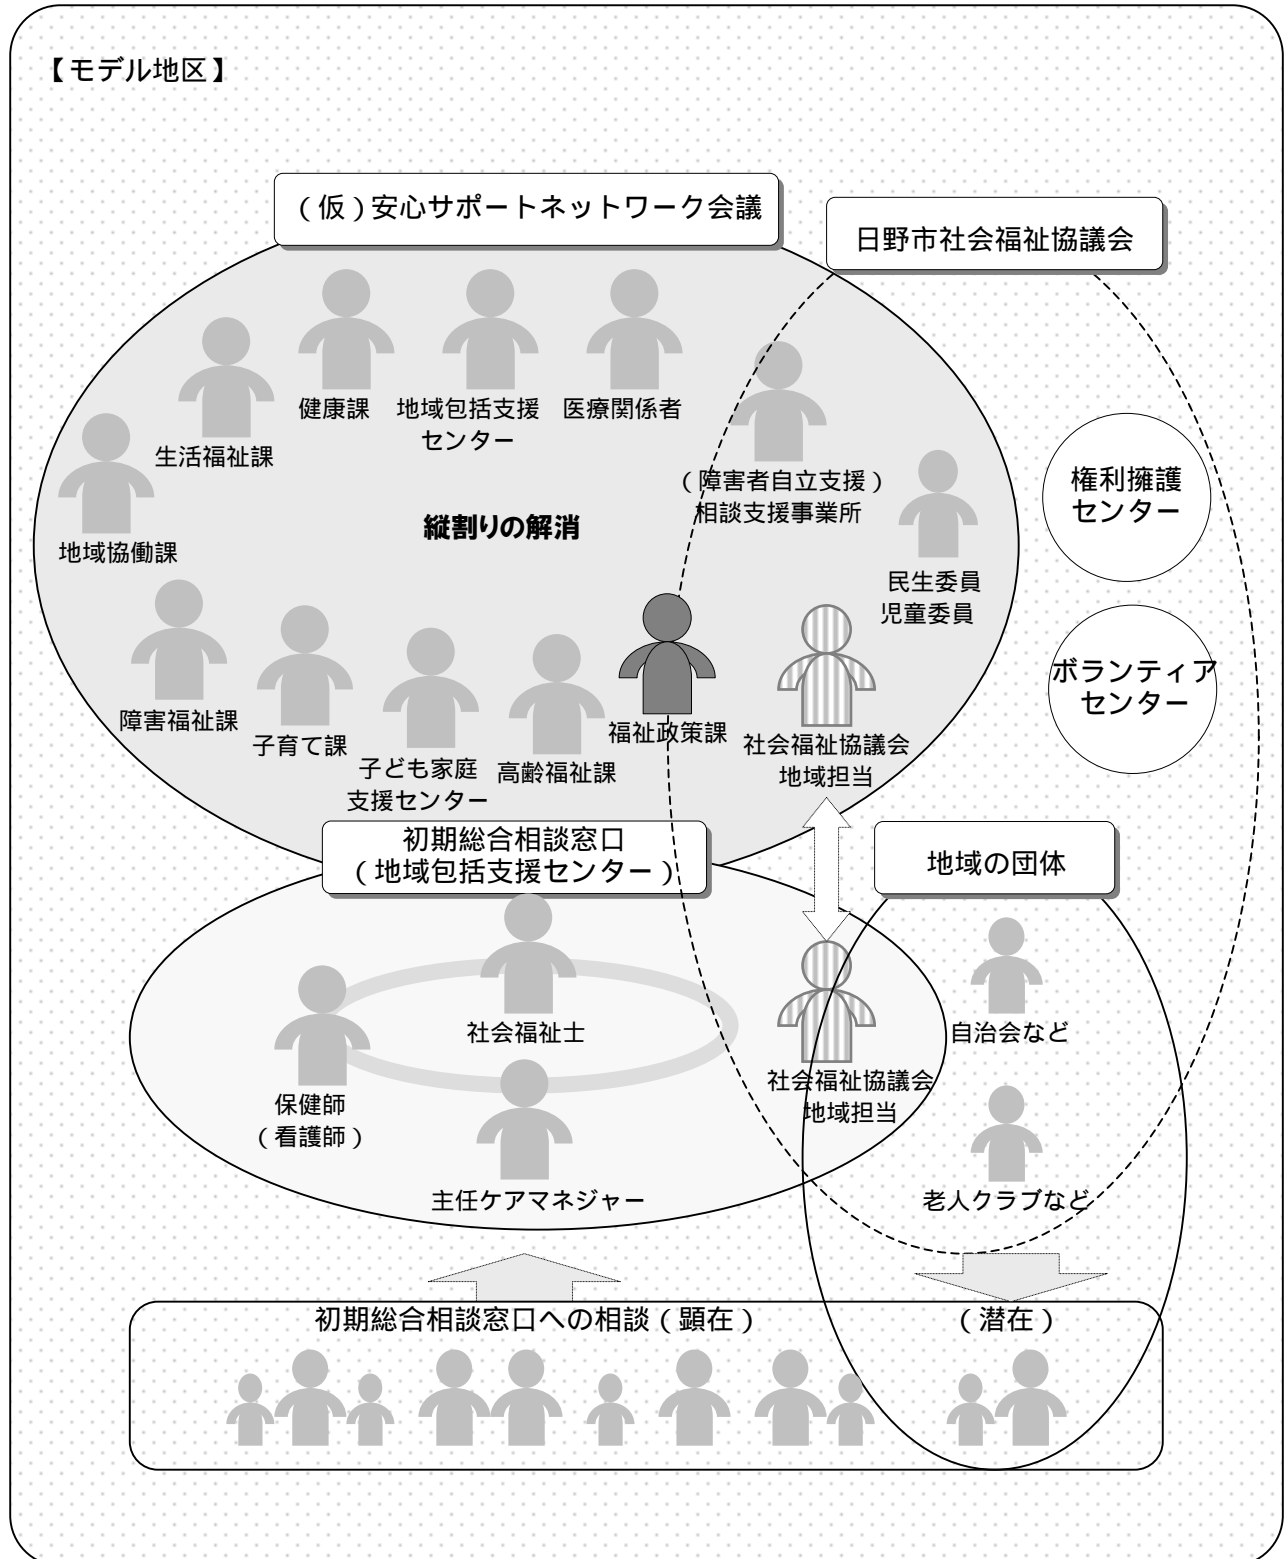 【モデル地区】
（仮）安心サポートネットワーク会議
日野市社会福祉協議会
健康課
地域包括支援
センター
医療関係者
生活福祉課
（障害者自立支援）
相談支援事業所
権利擁護
センター
縦割りの解消
地域協働課
民生委員
児童委員
ボランティア
センター
障害福祉課
子育て課
子ども家庭
支援センター
高齢福祉課
福祉政策課
社会福祉協議会
地域担当
初期総合相談窓口
（地域包括支援センター）
地域の団体
社会福祉士
自治会など
保健師
（看護師）
社会福祉協議会
地域担当
主任ケアマネジャー
老人クラブなど
初期総合相談窓口への相談（顕在）
（潜在）